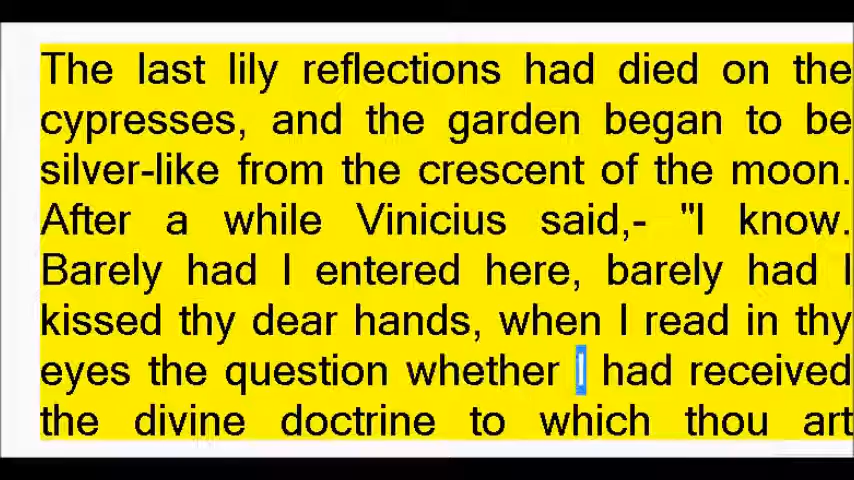 The last lily reflections had died on the
cypresses, and the garden began to be
silver-like from the crescent of the moon.
After a while Vinicius said,- "I know.
Barely had I entered here, barely had I
kissed thy dear hands, when I read in thy
eyes the question whether I had received
the divine doctrine to which thou art